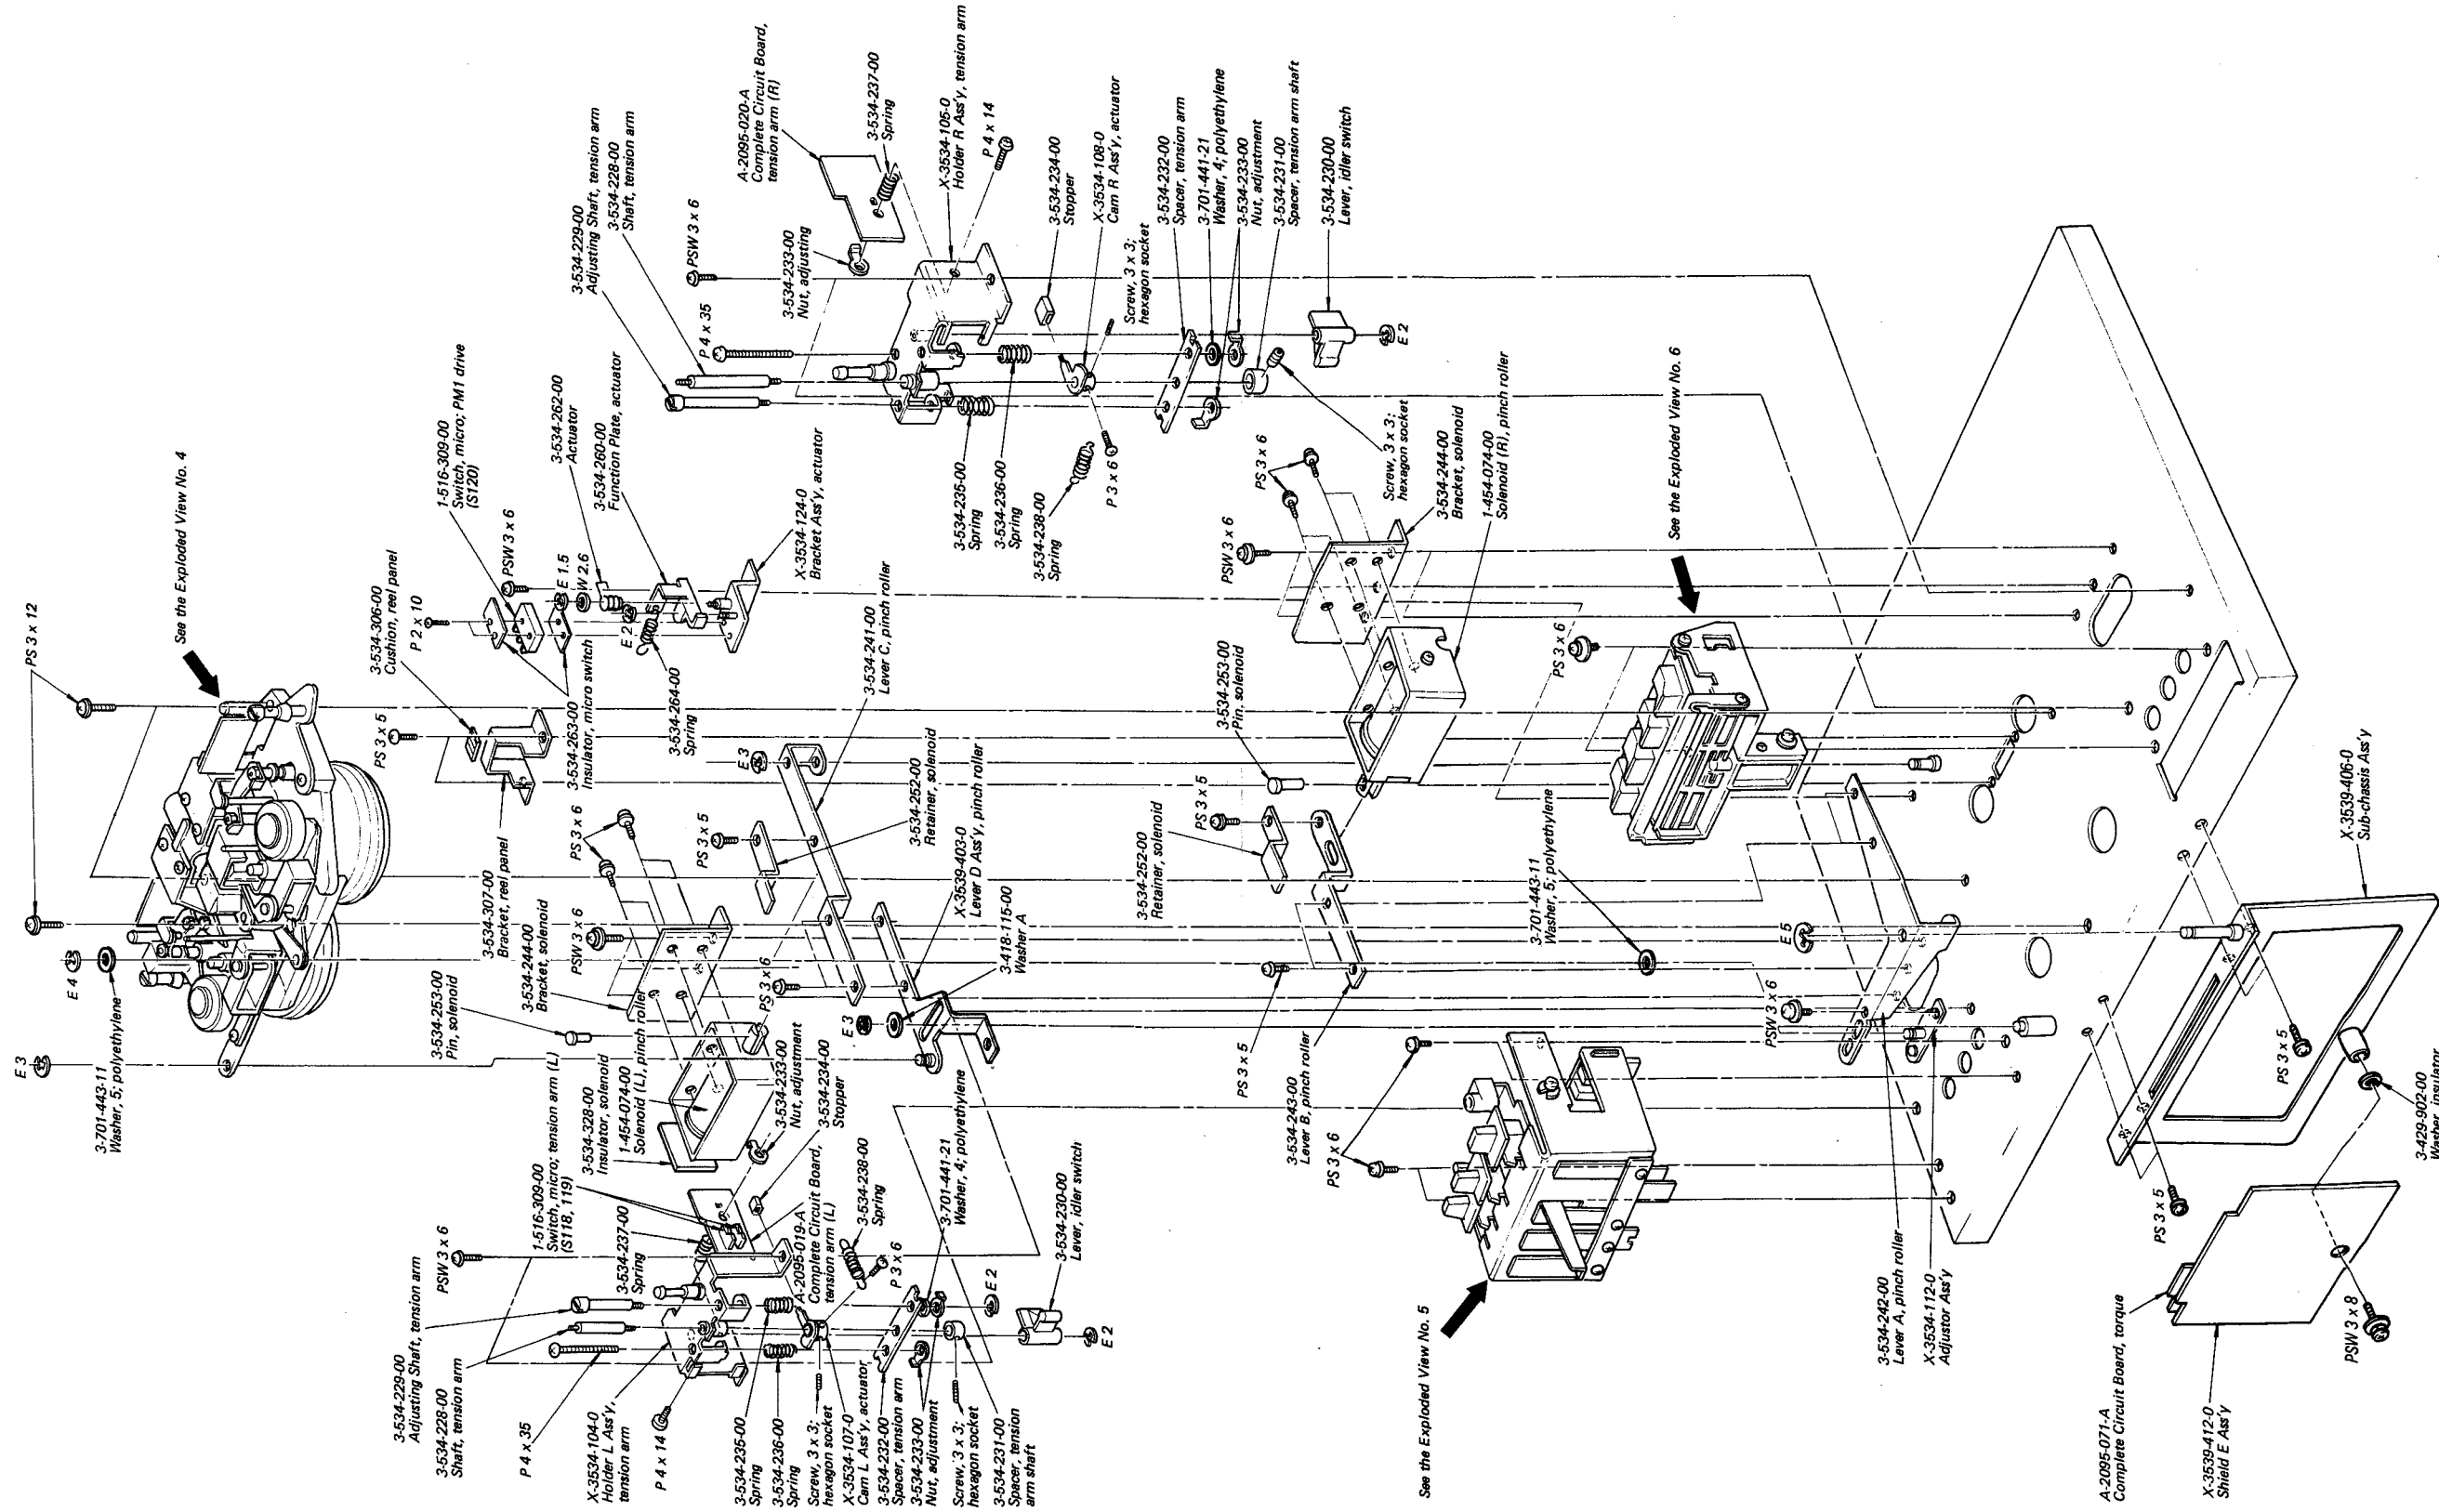 PS 3 x 12
See the Exploded View No. 4
E 3
3-701-443-11
Washer, 5; polyethylene
E 4
3-534-306-00
Cushion, reel panel
PS 3 x 5
3-534-307-00
Bracket, reel panel
P 2 x 10
1-516-309-00
Switch, micro; PM1 drive
(S120)
PSW 3 x 6
E 1.5
W 2.6
3-534-262-00
Actuator
3-534-260-00
Function Plate, actuator
E 2
3-534-263-00
Insulator, micro switch
3-534-264-00
Spring
X-3534-124-0
Bracket Ass'y, actuator
3-534-229-00
Adjusting Shaft, tension arm
3-534-228-00
Shaft, tension arm
P 4 x 35
PSW 3 x 6
3-534-233-00
Nut, adjusting
A-2095-020-A
Complete Circuit Board,
tension arm (R)
3-534-237-00
Spring
X-3534-105-0
Holder R Ass'y, tension arm
P 4 x 14
3-534-234-00
Stopper
X-3534-108-0
Cam R Ass'y, actuator
Screw, 3 x 3;
hexagon socket
3-534-235-00
Spring
3-534-236-00
Spring
3-534-238-00
Spring
P 3 x 6
3-534-232-00
Spacer, tension arm
3-701-441-21
Washer, 4; polyethylene
3-534-233-00
Nut, adjustment
3-534-231-00
Spacer, tension arm shaft
3-534-230-00
Lever, idler switch
E 2
Screw, 3 x 3;
hexagon socket
3-534-229-00
Adjusting Shaft, tension arm
3-534-228-00
Shaft, tension arm
P 4 x 35
PSW 3 x 6
X-3534-104-0
Holder L Ass'y,
tension arm
P 4 x 14
3-534-237-00
Spring
1-516-309-00
Switch, micro; tension arm (L)
(S118, 119)
3-534-328-00
Insulator, solenoid
1-454-074-00
Solenoid (L), pinch roller
3-534-253-00
Pin, solenoid
3-534-244-00
Bracket, solenoid
PSW 3 x 6
PS 3 x 6
PS 3 x 5
E 3
3-534-241-00
Lever C, pinch roller
3-534-252-00
Retainer, solenoid
X-3539-403-0
Lever D Ass'y, pinch roller
3-418-115-00
Washer A
PS 3 x 6
E 3
3-534-233-00
Nut, adjustment
3-534-234-00
Stopper
A-2095-019-A
Complete Circuit Board,
tension arm (L)
3-534-238-00
Spring
P 3 x 6
3-701-441-21
Washer, 4; polyethylene
E 2
3-534-230-00
Lever, idler switch
E 2
3-534-235-00
Spring
3-534-236-00
Spring
Screw, 3 x 3;
hexagon socket
X-3534-107-0
Cam L Ass'y, actuator
3-534-232-00
Spacer, tension arm
3-534-233-00
Nut, adjustment
Screw, 3 x 3;
hexagon socket
3-534-231-00
Spacer, tension
arm shaft
PS 3 x 6
PSW 3 x 6
3-534-244-00
Bracket, solenoid
1-454-074-00
Solenoid (R), pinch roller
3-534-253-00
Pin, solenoid
PS 3 x 5
3-534-252-00
Retainer, solenoid
PS 3 x 5
3-534-243-00
Lever B, pinch roller
PS 3 x 6
See the Exploded View No. 6
PS 3 x 6
See the Exploded View No. 5
3-701-443-11
Washer, 5; polyethylene
E 5
PSW 3 x 6
3-534-242-00
Lever A, pinch roller
X-3534-112-0
Adjustor Ass'y
X-3539-406-0
Sub-chassis Ass'y
PS 3 x 5
PS 3 x 5
3-429-902-00
Washer, insulator
PSW 3 x 8
A-2095-071-A
Complete Circuit Board, torque
X-3539-412-0
Shield E Ass'y